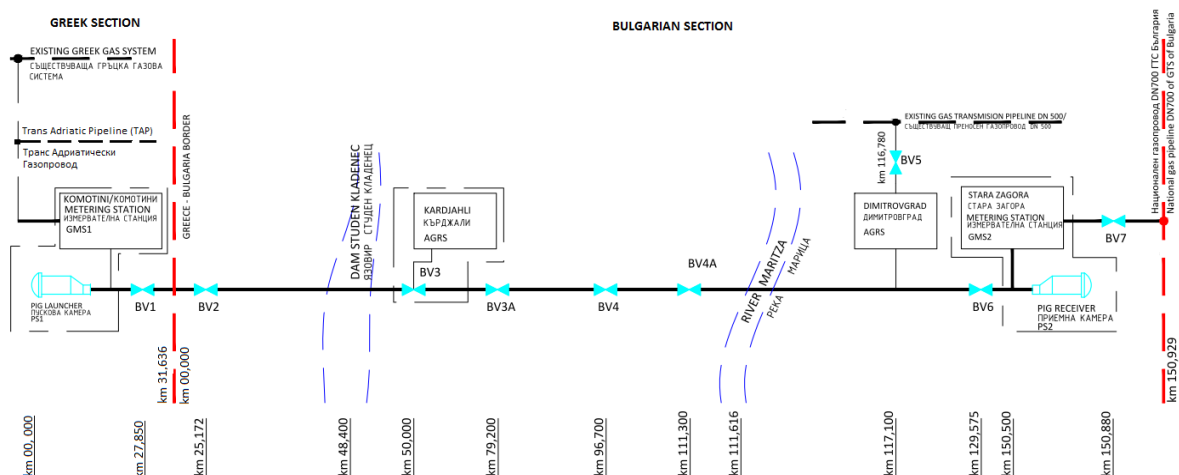 GREEK SECTION
BULGARIAN SECTION
EXISTING GREEK GAS SYSTEM
СЪЩЕСТВУВАЩА ГРЪЦКА ГАЗОВА
СИСТЕМА
Trans Adriatic Pipeline (TAP)
Транс Адриатически
Газопровод
KOMOTINI/КОМОТИНИ
METERING STATION
ИЗМЕРВАТЕЛНА СТАНЦИЯ
GMS1
PIG LAUNCHER
ПУСКОВА КАМЕРА
PS1
BV1
GREECE - BULGARIA BORDER
BV2
DAM STUDEN KLADENEC
ЯЗОВИР СТУДЕН КЛАДЕНЕЦ
KARDJAHLI
КЪРДЖАЛИ
AGRS
BV3
BV3A
BV4
BV4A
RIVER MARITZA
РЕКА МАРИЦА
EXISTING GAS TRANSMISION PIPELINE DN 500/
СЪЩЕСТВУВАЩ ПРЕНОСЕН ГАЗОПРОВОД DN 500
km 116,780
BV5
DIMITROVGRAD
ДИМИТРОВГРАД
AGRS
STARA ZAGORA
СТАРА ЗАГОРА
METERING STATION
ИЗМЕРВАТЕЛНА СТАНЦИЯ
GMS2
BV6
PIG RECEIVER
ПРИЕМНА КАМЕРА
PS2
BV7
Национален газопровод DN700 ГТС България
National gas pipeline DN700 of GTS of Bulgaria
km 31,636
km 00,000
km 150,929
km 00, 000
km 27,850
km 25,172
km 48,400
km 50,000
km 79,200
km 96,700
km 111,300
km 111,616
km 117,100
km 129,575
km 150,500
km 150,880